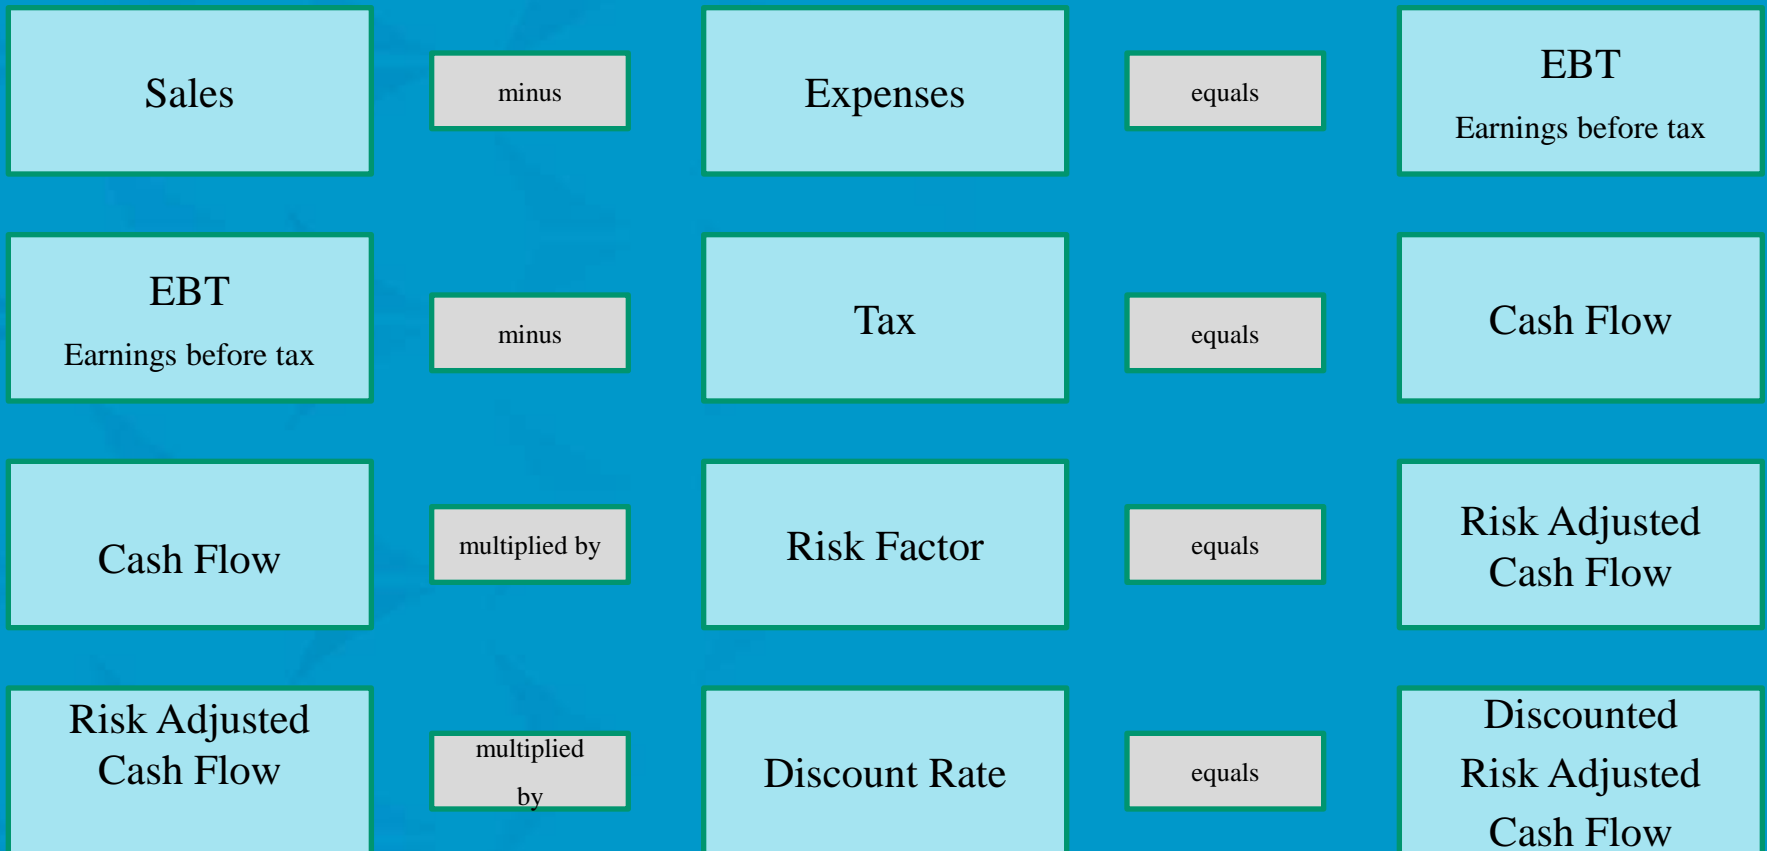 Sales
minus
Expenses
equals
EBT
Earnings before tax
EBT
Earnings before tax
minus
Tax
equals
Cash Flow
Cash Flow
multiplied by
Risk Factor
equals
Risk Adjusted
Cash Flow
Risk Adjusted
Cash Flow
multiplied
by
Discount Rate
equals
Discounted
Risk Adjusted
Cash Flow